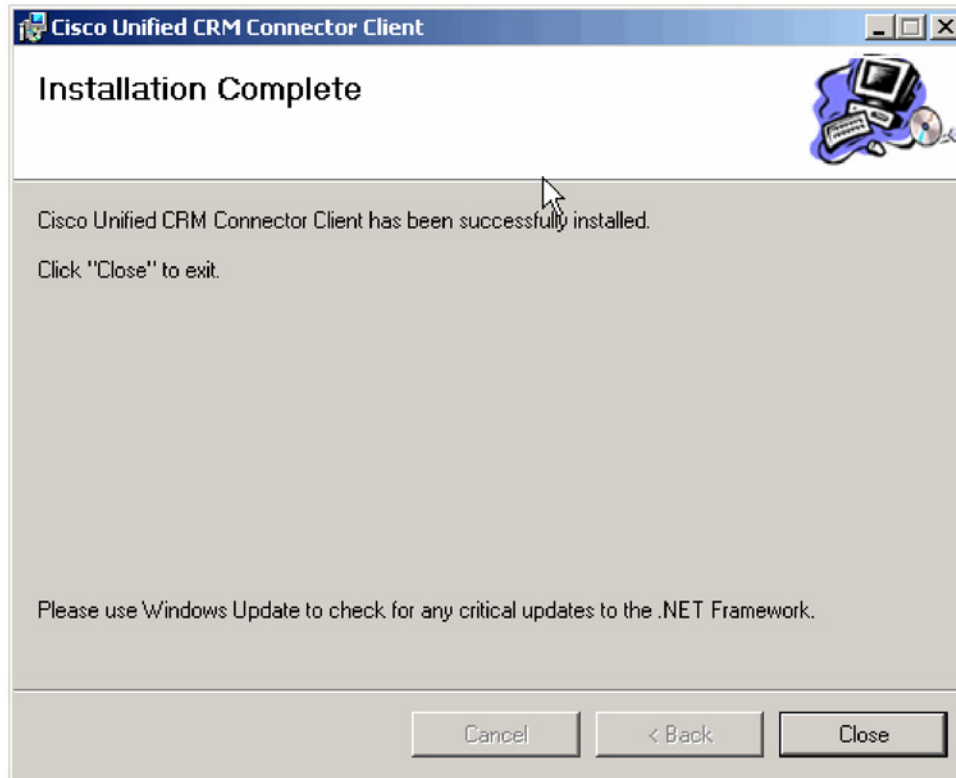 Cisco Unified CRM Connector Client
Installation Complete
Cisco Unified CRM Connector Client has been successfully installed.
Click "Close" to exit.
Please use Windows Update to check for any critical updates to the .NET Framework.
Cancel
< Back
Close